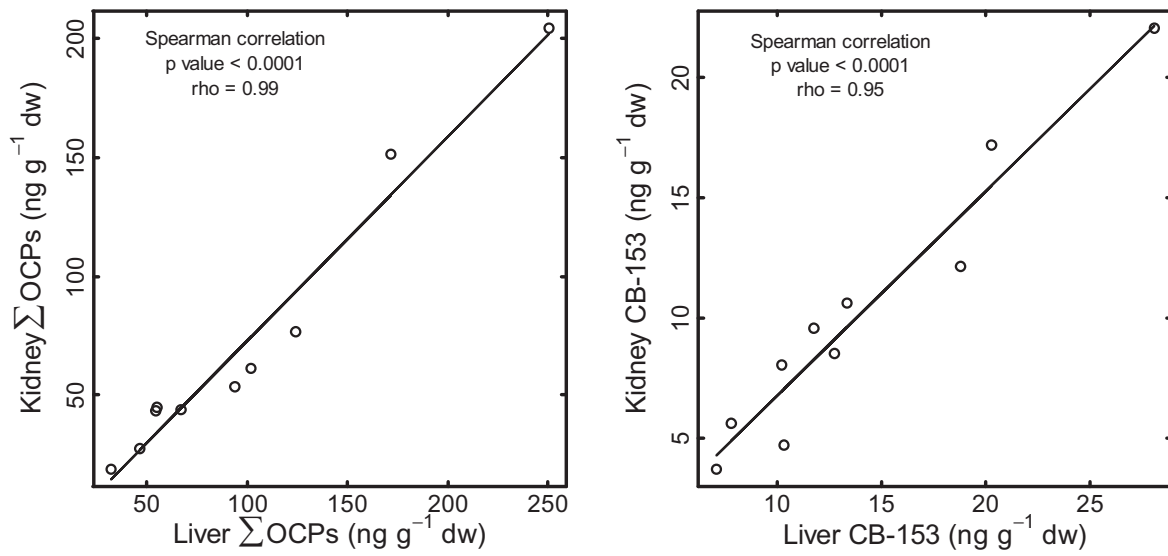 Spearman correlation
p value < 0.0001
rho = 0.99
Kidney ∑OCPs (ng g⁻¹ dw)
200
150
100
50
50 100 150 200 250
Liver ∑OCPs (ng g⁻¹ dw)
Spearman correlation
p value < 0.0001
rho = 0.95
Kidney CB-153 (ng g⁻¹ dw)
20
15
10
5
10 15 20 25
Liver CB-153 (ng g⁻¹ dw)